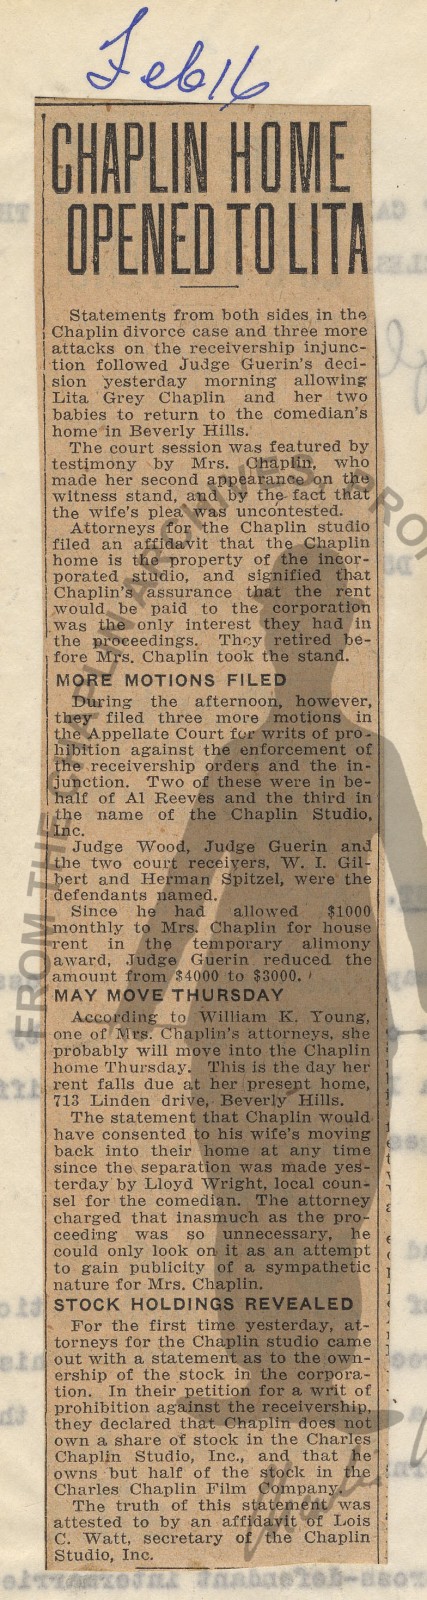 Feb 16
CHAPLIN HOME
OPENED TO LITA
Statements from both sides in the
Chaplin divorce case and three more
attacks on the receivership injunc-
tion followed Judge Guerin's deci-
sion yesterday morning allowing
Lita Grey Chaplin and her two
babies to return to the comedian's
home in Beverly Hills.
The court session was featured by
testimony by Mrs. Chaplin, who
made her second appearance on the
witness stand, and by the fact that
the wife's plea was uncontested.
Attorneys for the Chaplin studio
filed an affidavit that the Chaplin
home is the property of the incor-
porated studio, and signified that
Chaplin's assurance that the rent
would be paid to the corporation
was the only interest they had in
the proceedings. They retired be-
fore Mrs. Chaplin took the stand.
MORE MOTIONS FILED
During the afternoon, however,
they filed three more motions in
the Appellate Court for writs of pro-
hibition against the enforcement of
the receivership orders and the in-
junction. Two of these were in be-
half of Al Reeves and the third in
the name of the Chaplin Studio,
Inc.
Judge Wood, Judge Guerin and
the two court receivers, W. I. Gil-
bert and Herman Spitzel, were the
defendants named.
Since he had allowed $1000
monthly to Mrs. Chaplin for house
rent in the temporary alimony
award, Judge Guerin reduced the
amount from $4000 to $3000.
MAY MOVE THURSDAY
According to William K. Young,
one of Mrs. Chaplin's attorneys, she
probably will move into the Chaplin
home Thursday. This is the day her
rent falls due at her present home,
713 Linden drive, Beverly Hills.
The statement that Chaplin would
have consented to his wife's moving
back into their home at any time
since the separation was made yes-
terday by Lloyd Wright, local coun-
sel for the comedian. The attorney
charged that inasmuch as the pro-
ceeding was so unnecessary, he
could only look on it as an attempt
to gain publicity of a sympathetic
nature for Mrs. Chaplin.
STOCK HOLDINGS REVEALED
For the first time yesterday, at-
torneys for the Chaplin studio came
out with a statement as to the own-
ership of the stock in the corpora-
tion. In their petition for a writ of
prohibition against the receivership,
they declared that Chaplin does not
own a share of stock in the Charles
Chaplin Studio, Inc., and that he
owns but half of the stock in the
Charles Chaplin Film Company.
The truth of this statement was
attested to by an affidavit of Lois
C. Watt, secretary of the Chaplin
Studio, Inc.
FROM THE CHAPLIN ARCHIVES